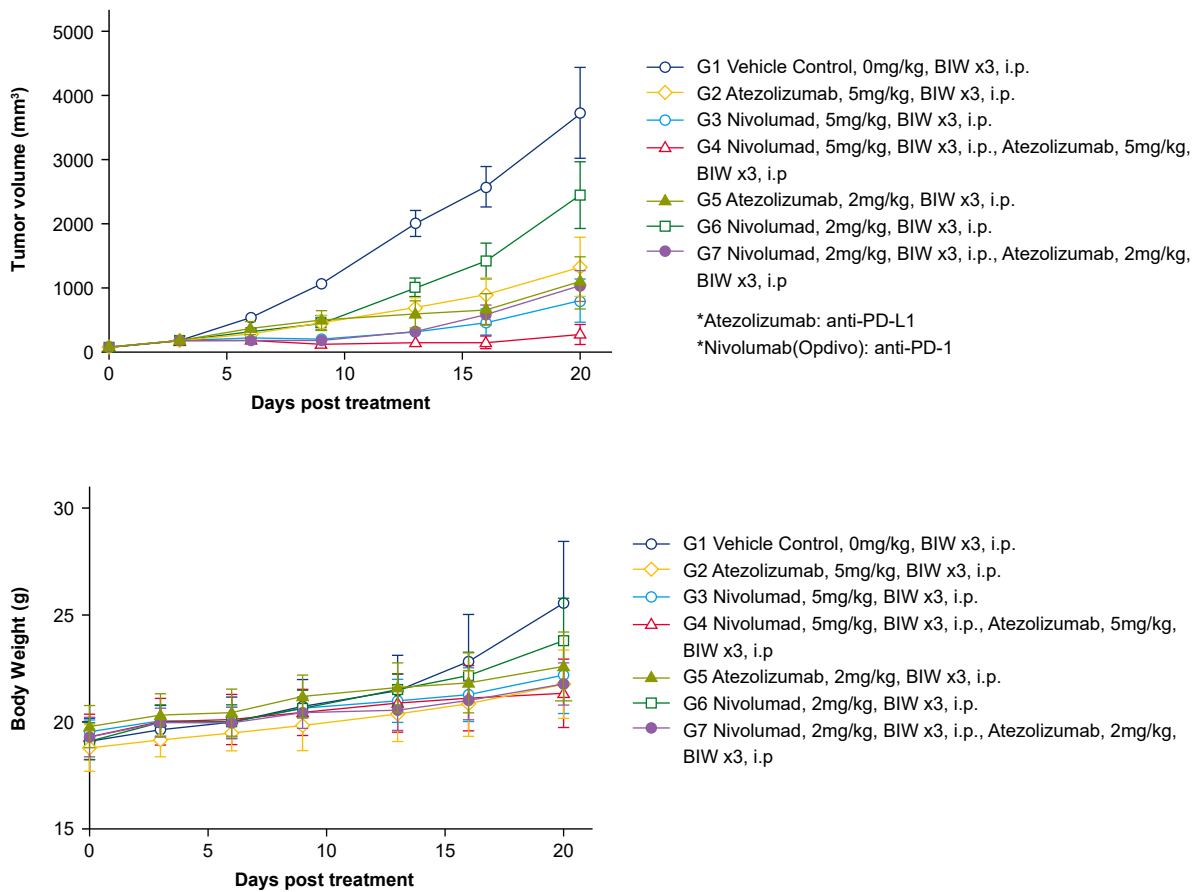 5000
4000
3000
2000
1000
0
Tumor volume (mm³)
0 5 10 15 20
Days post treatment
G1 Vehicle Control, 0mg/kg, BIW x3, i.p.
G2 Atezolizumab, 5mg/kg, BIW x3, i.p.
G3 Nivolumad, 5mg/kg, BIW x3, i.p.
G4 Nivolumad, 5mg/kg, BIW x3, i.p., Atezolizumab, 5mg/kg,
BIW x3, i.p
G5 Atezolizumab, 2mg/kg, BIW x3, i.p.
G6 Nivolumad, 2mg/kg, BIW x3, i.p.
G7 Nivolumad, 2mg/kg, BIW x3, i.p., Atezolizumab, 2mg/kg,
BIW x3, i.p
*Atezolizumab: anti-PD-L1
*Nivolumab(Opdivo): anti-PD-1
30
25
20
15
Body Weight (g)
0 5 10 15 20
Days post treatment
G1 Vehicle Control, 0mg/kg, BIW x3, i.p.
G2 Atezolizumab, 5mg/kg, BIW x3, i.p.
G3 Nivolumad, 5mg/kg, BIW x3, i.p.
G4 Nivolumad, 5mg/kg, BIW x3, i.p., Atezolizumab, 5mg/kg,
BIW x3, i.p
G5 Atezolizumab, 2mg/kg, BIW x3, i.p.
G6 Nivolumad, 2mg/kg, BIW x3, i.p.
G7 Nivolumad, 2mg/kg, BIW x3, i.p., Atezolizumab, 2mg/kg,
BIW x3, i.p